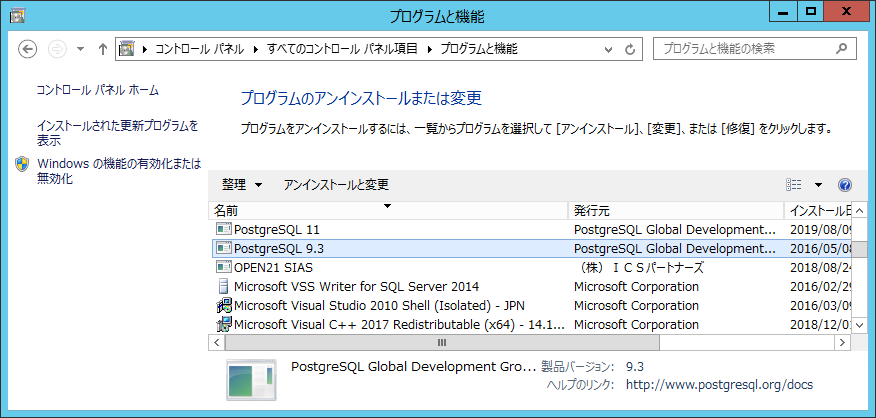 プログラムと機能
コントロール パネル ▸ すべてのコントロール パネル項目 ▸ プログラムと機能
プログラムと機能の検索
コントロール パネル ホーム
インストールされた更新プログラムを
表示
Windows の機能の有効化または
無効化
プログラムのアンインストールまたは変更
プログラムをアンインストールするには、一覧からプログラムを選択して [アンインストール]、[変更]、または [修復] をクリックします。
整理 アンインストールと変更
名前 発行元 インストール日
PostgreSQL 11 PostgreSQL Global Development... 2019/08/09
PostgreSQL 9.3 PostgreSQL Global Development... 2016/05/08
OPEN21 SIAS （株）ＩＣＳパートナーズ 2018/08/24
Microsoft VSS Writer for SQL Server 2014 Microsoft Corporation 2016/02/29
Microsoft Visual Studio 2010 Shell (Isolated) - JPN Microsoft Corporation 2016/03/09
Microsoft Visual C++ 2017 Redistributable (x64) - 14.1... Microsoft Corporation 2018/12/01
PostgreSQL Global Development Gro... 製品バージョン: 9.3
ヘルプのリンク: http://www.postgresql.org/docs